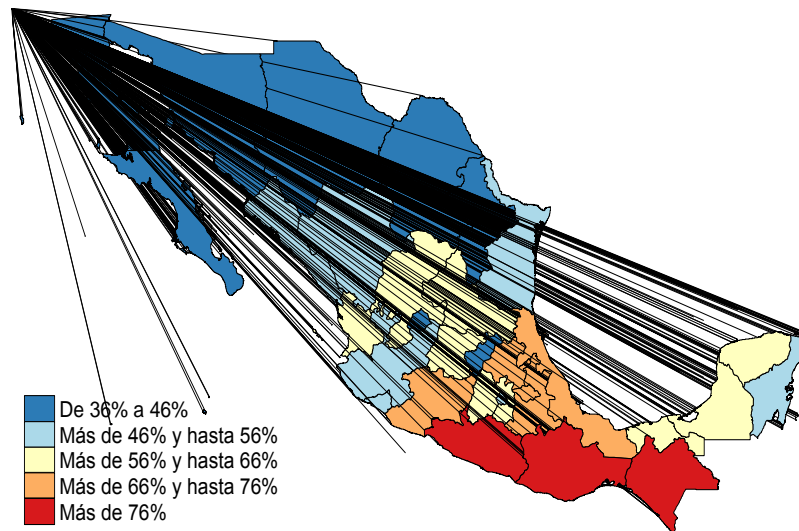 De 36% a 46%
Más de 46% y hasta 56%
Más de 56% y hasta 66%
Más de 66% y hasta 76%
Más de 76%